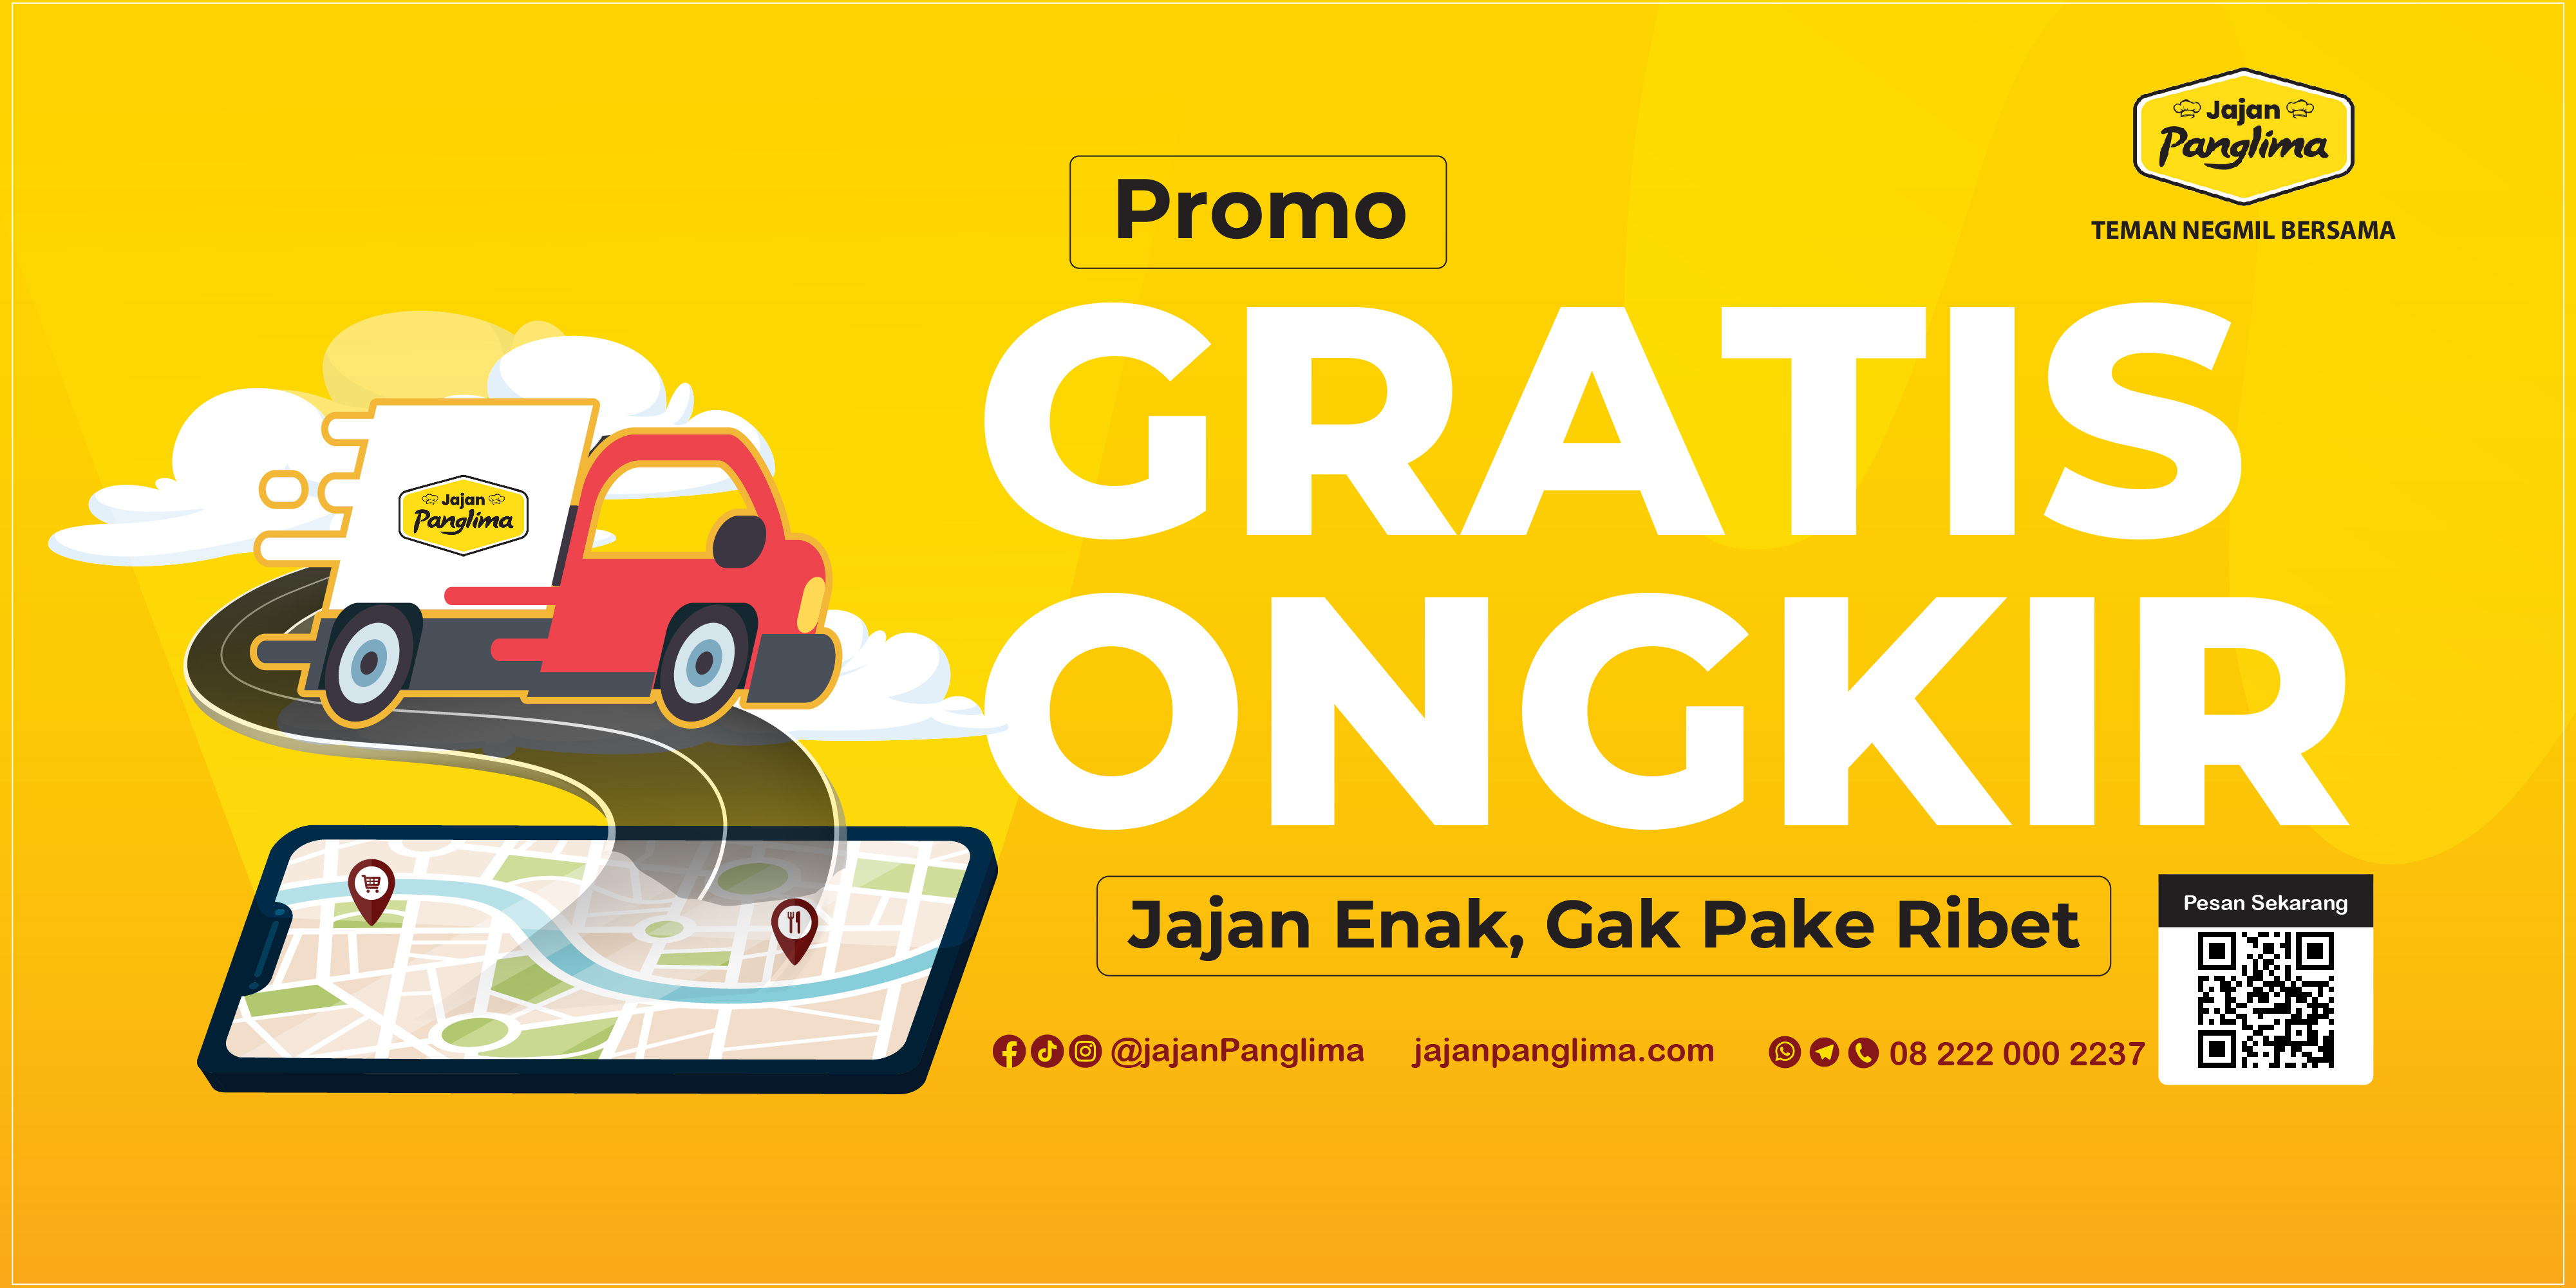 Jajan
Panglima
TEMAN NEGMIL BERSAMA
Promo
GRATIS
ONGKIR
Jajan
Panglima
Jajan Enak, Gak Pake Ribet
Pesan Sekarang
@jajanPanglima jajanpanglima.com 08 222 000 2237